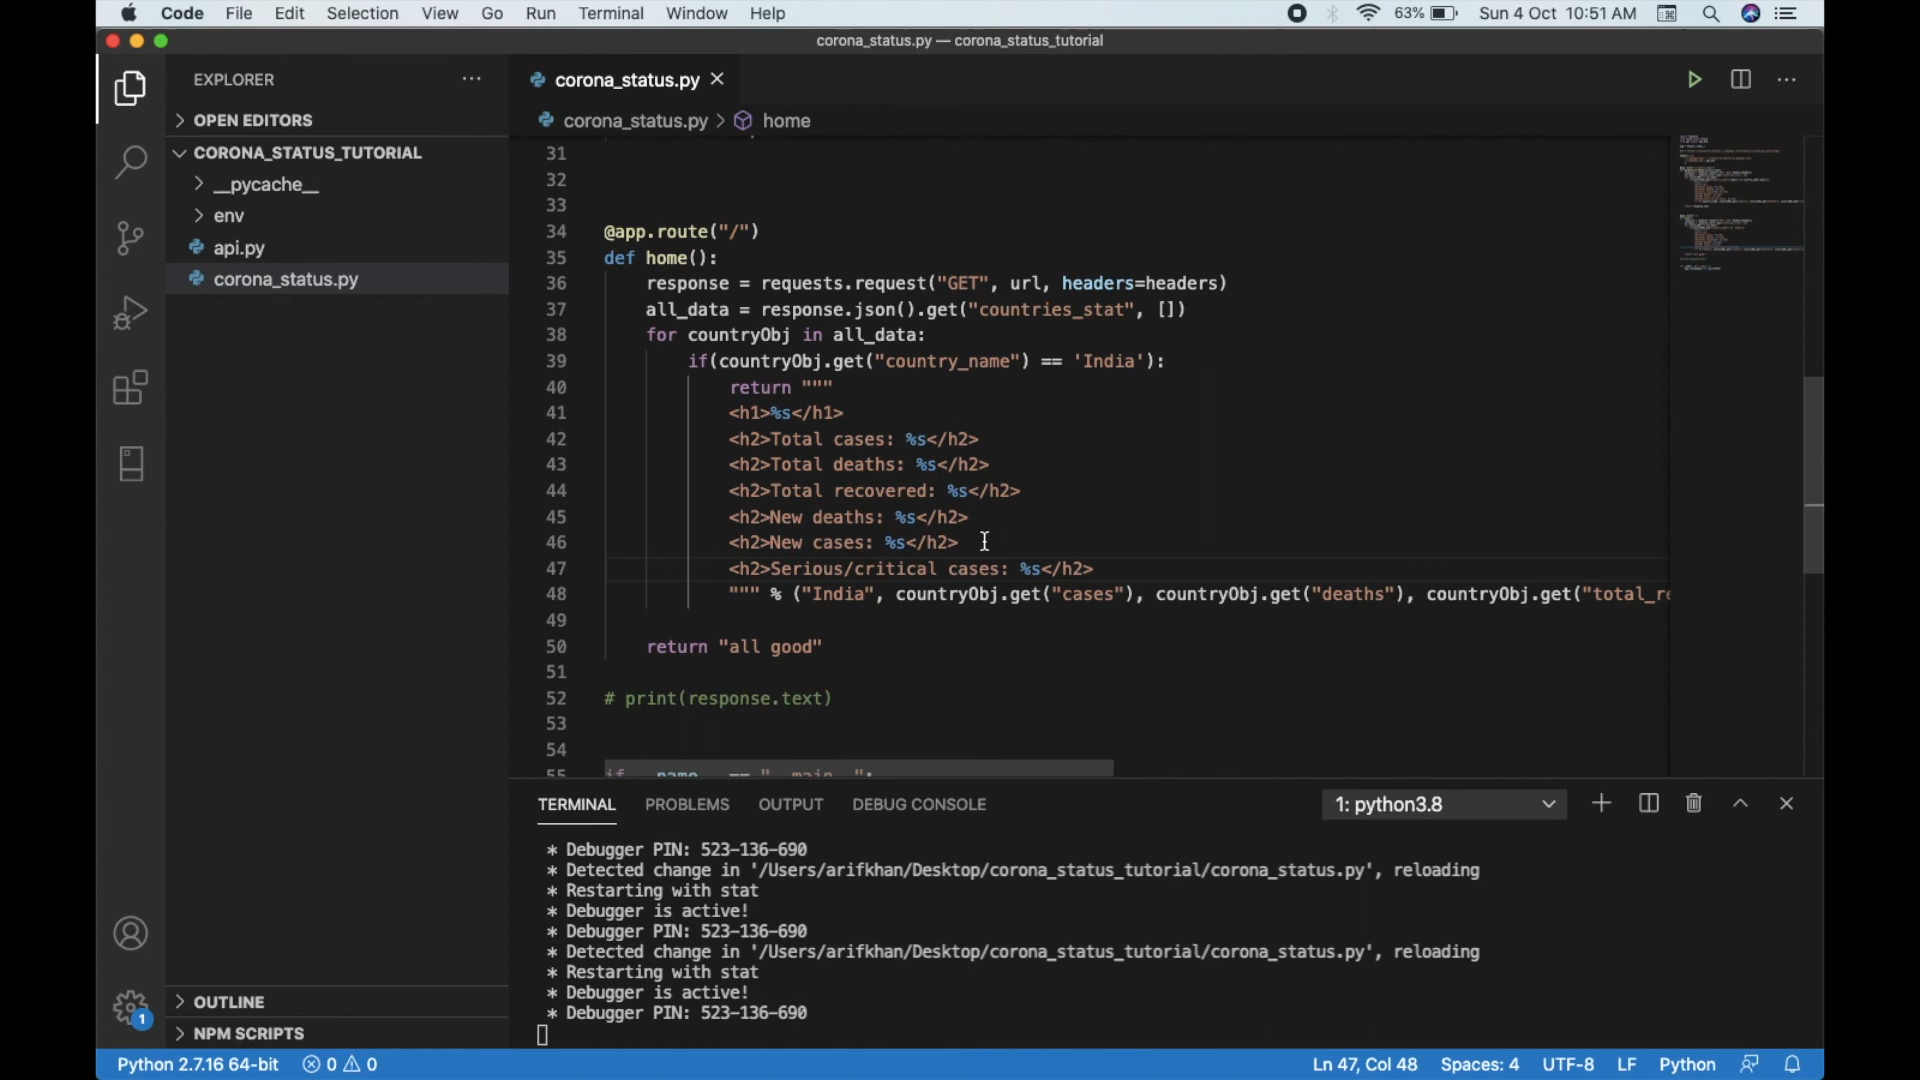 Code File Edit Selection View Go Run Terminal Window Help 63% Sun 4 Oct 10:51 AM
corona_status.py — corona_status_tutorial
EXPLORER ···
OPEN EDITORS
CORONA_STATUS_TUTORIAL
__pycache__
env
api.py
corona_status.py
OUTLINE
NPM SCRIPTS
1
corona_status.py
corona_status.py > home
31
32
33
34 @app.route("/")
35 def home():
36 response = requests.request("GET", url, headers=headers)
37 all_data = response.json().get("countries_stat", [])
38 for countryObj in all_data:
39 if(countryObj.get("country_name") == 'India'):
40 return """
41 <h1>%s</h1>
42 <h2>Total cases: %s</h2>
43 <h2>Total deaths: %s</h2>
44 <h2>Total recovered: %s</h2>
45 <h2>New deaths: %s</h2>
46 <h2>New cases: %s</h2>
47 <h2>Serious/critical cases: %s</h2>
48 """ % ("India", countryObj.get("cases"), countryObj.get("deaths"), countryObj.get("total_re
49
50 return "all good"
51
52 # print(response.text)
53
54
55 if __name__ == "__main__":
TERMINAL PROBLEMS OUTPUT DEBUG CONSOLE 1: python3.8
* Debugger PIN: 523-136-690
* Detected change in '/Users/arifkhan/Desktop/corona_status_tutorial/corona_status.py', reloading
* Restarting with stat
* Debugger is active!
* Debugger PIN: 523-136-690
* Detected change in '/Users/arifkhan/Desktop/corona_status_tutorial/corona_status.py', reloading
* Restarting with stat
* Debugger is active!
* Debugger PIN: 523-136-690
Python 2.7.16 64-bit 0 0 Ln 47, Col 48 Spaces: 4 UTF-8 LF Python